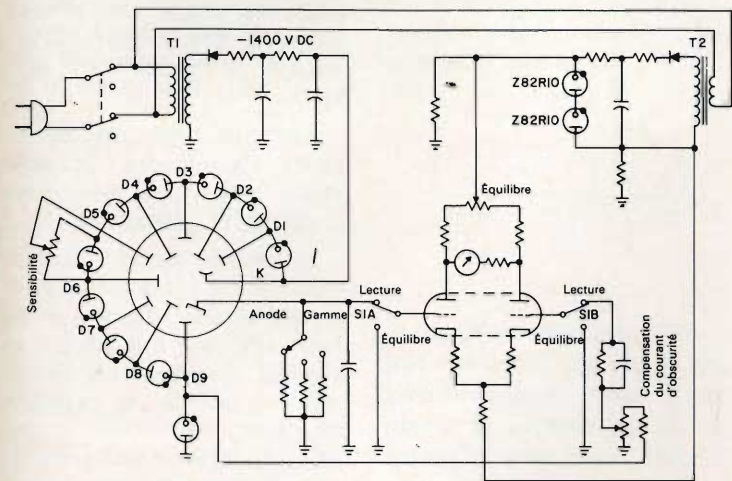 T1
−1400 V DC
T2
Z82R10
Z82R10
D3
D4
D2
D5
D1
Équilibre
Sensibilité
K
D6
Lecture
Lecture
Anode
Gamme
S1A
S1B
D7
Équilibre
Équilibre
D8
D9
Compensation
du courant
d'obscurité